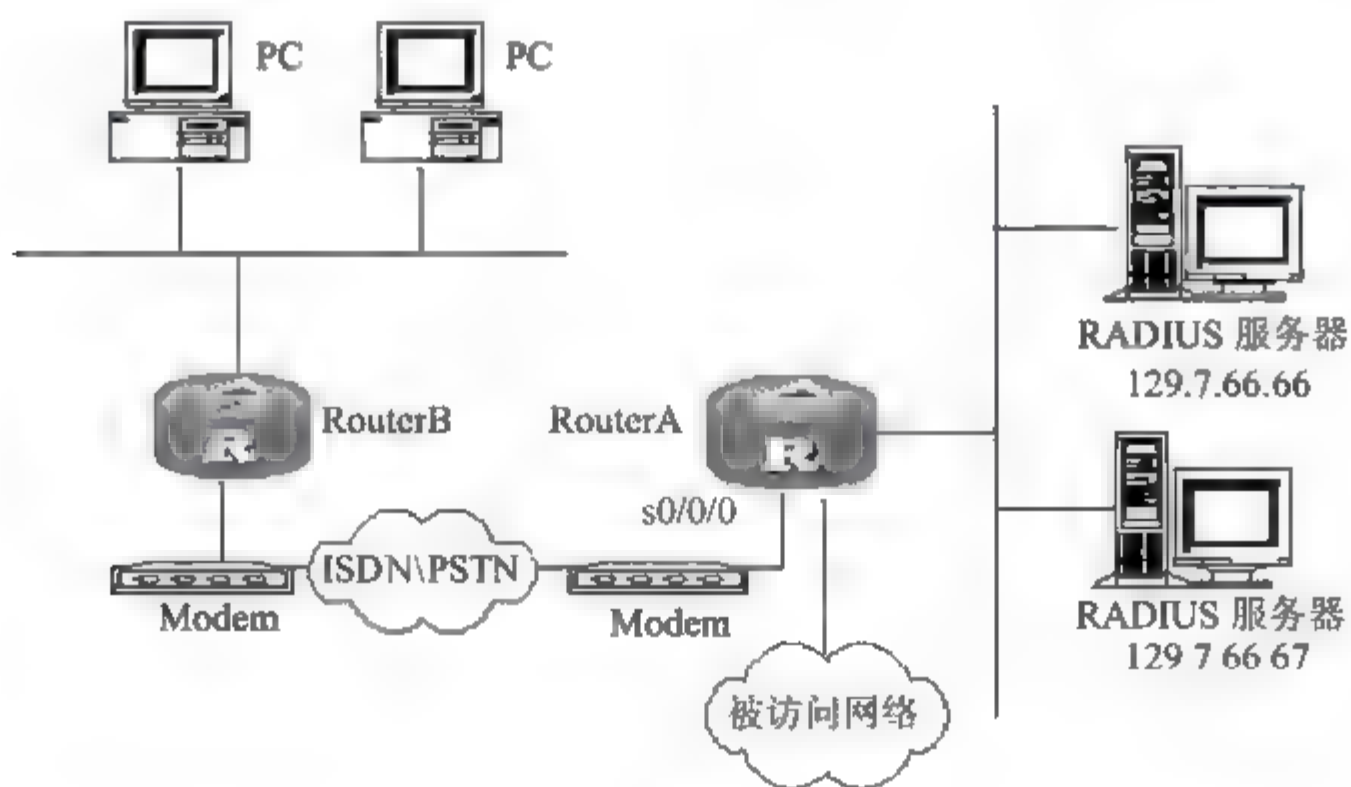 PC
PC
RADIUS 服务器
129.7.66.66
RouterB
RouterA
s0/0/0
ISDN\PSTN
Modem
Modem
RADIUS 服务器
129 7 66 67
被访问网络